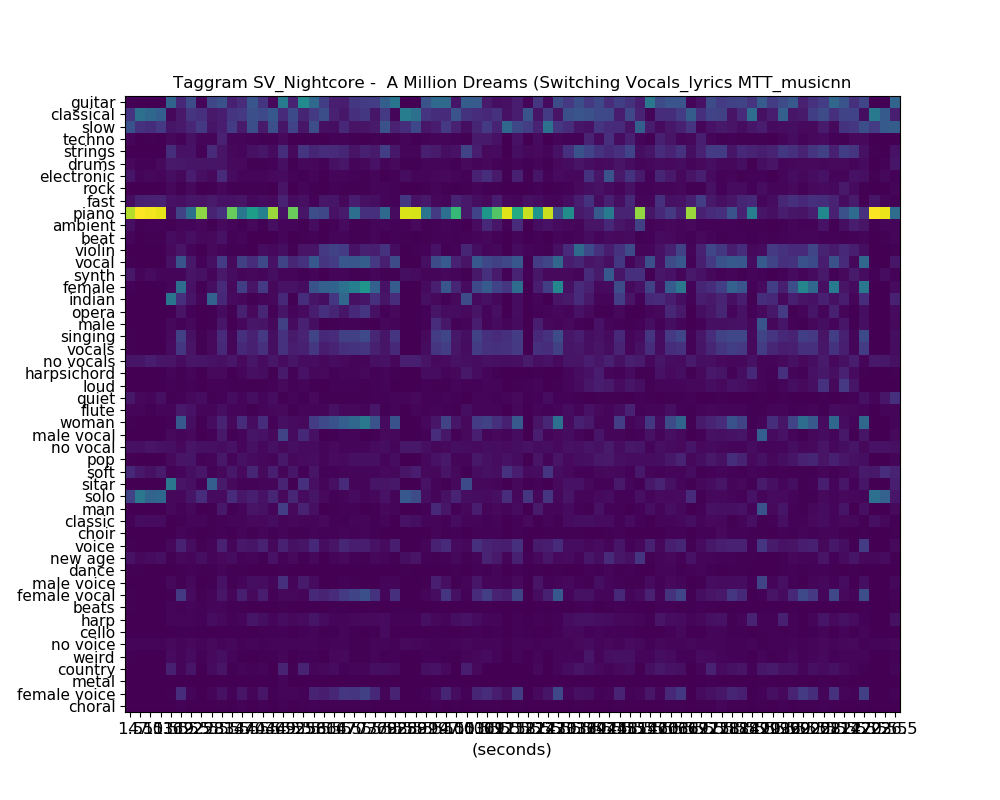 Taggram SV_Nightcore -  A Million Dreams (Switching Vocals_lyrics MTT_musicnn
guitar
classical
slow
techno
strings
drums
electronic
rock
fast
piano
ambient
beat
violin
vocal
synth
female
indian
opera
male
singing
vocals
no vocals
harpsichord
loud
quiet
flute
woman
male vocal
no vocal
pop
soft
sitar
solo
man
classic
choir
voice
new age
dance
male voice
female vocal
beats
harp
cello
no voice
weird
country
metal
female voice
choral
(seconds)